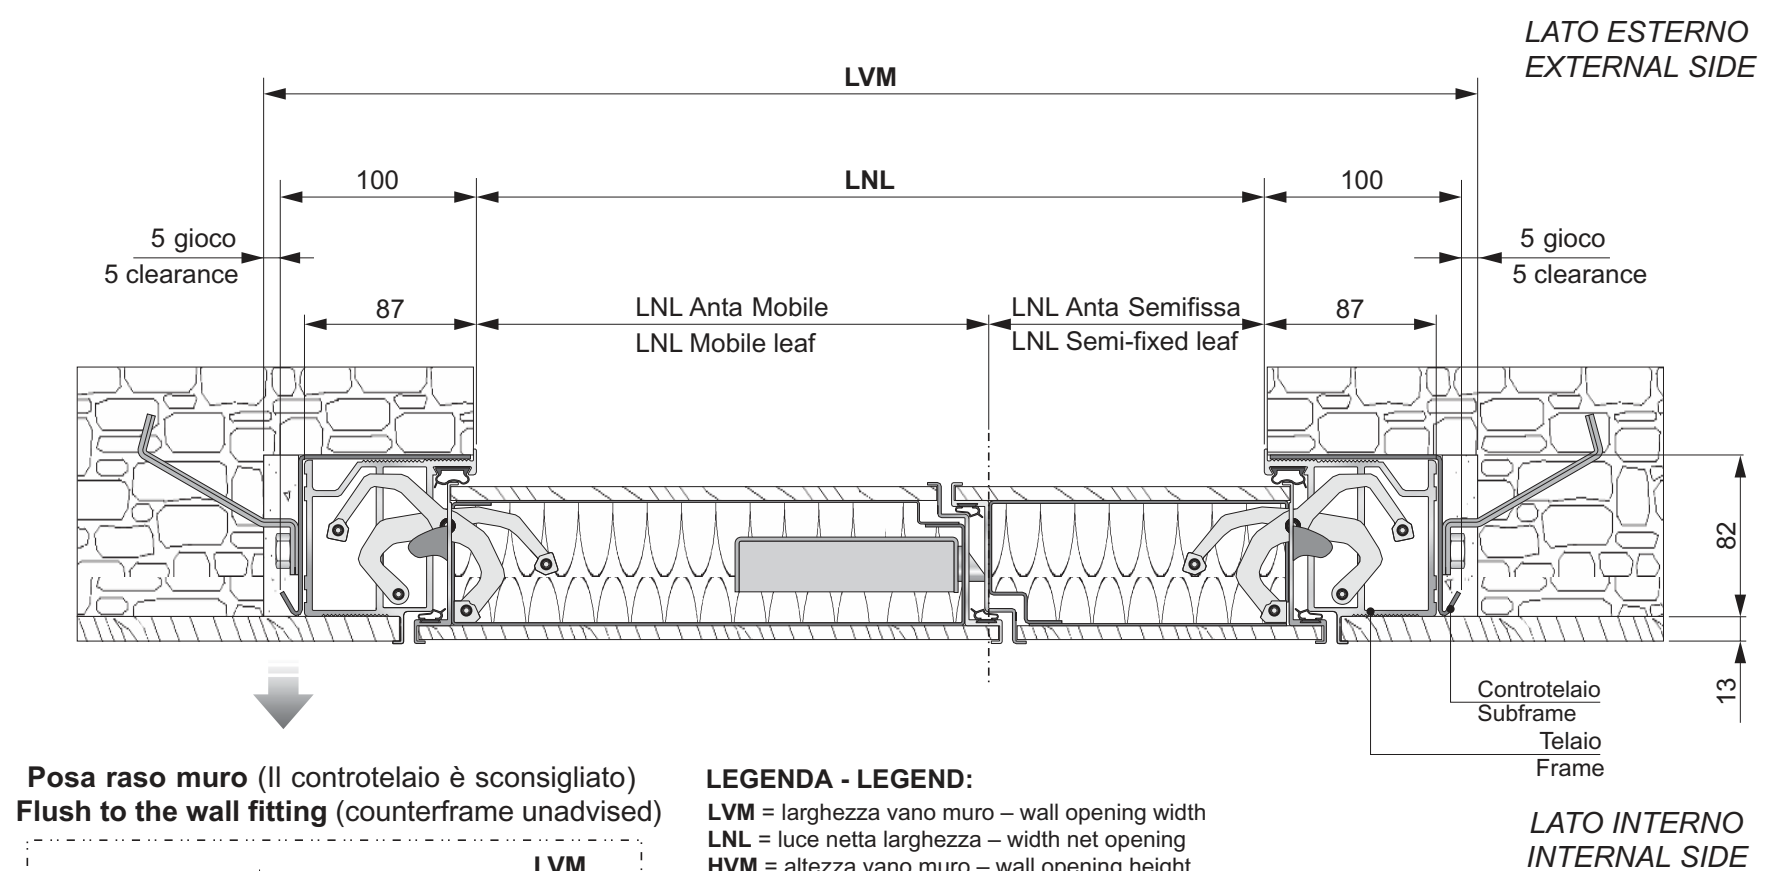 LATO ESTERNO
EXTERNAL SIDE
LVM
100
LNL
100
5 gioco
5 clearance
5 gioco
5 clearance
87
LNL Anta Mobile
LNL Mobile leaf
LNL Anta Semifissa
LNL Semi-fixed leaf
87
82
13
Controtelaio
Subframe
Telaio
Frame
Posa raso muro (Il controtelaio è sconsigliato)
Flush to the wall fitting (counterframe unadvised)
LVM
LEGENDA - LEGEND:
LVM = larghezza vano muro – wall opening width
LNL = luce netta larghezza – width net opening
HVM = altezza vano muro – wall opening height
LATO INTERNO
INTERNAL SIDE